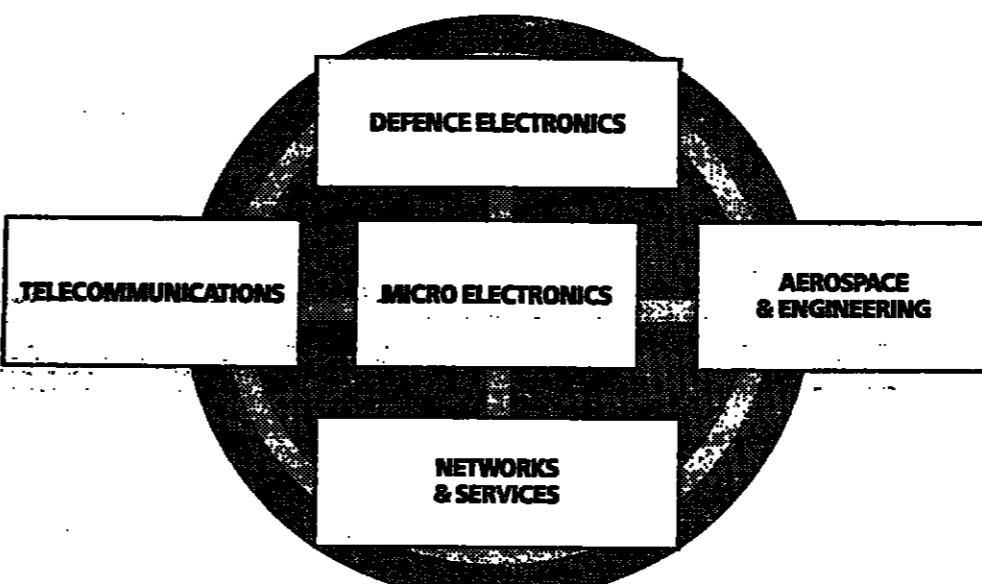 DEFENCE ELECTRONICS
TELECOMMUNICATIONS
MICRO ELECTRONICS
AEROSPACE
& ENGINEERING
NETWORKS
& SERVICES